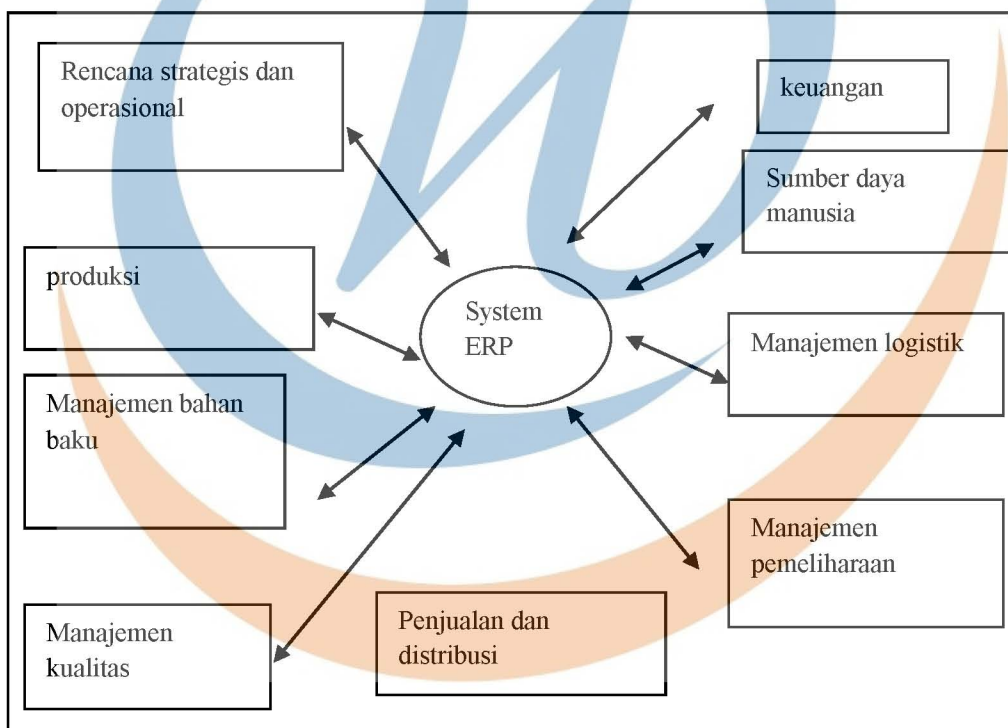 Rencana strategis dan
operasional
keuangan
Sumber daya
manusia
produksi
System
ERP
Manajemen logistik
Manajemen bahan
baku
Manajemen
pemeliharaan
Penjualan dan
distribusi
Manajemen
kualitas